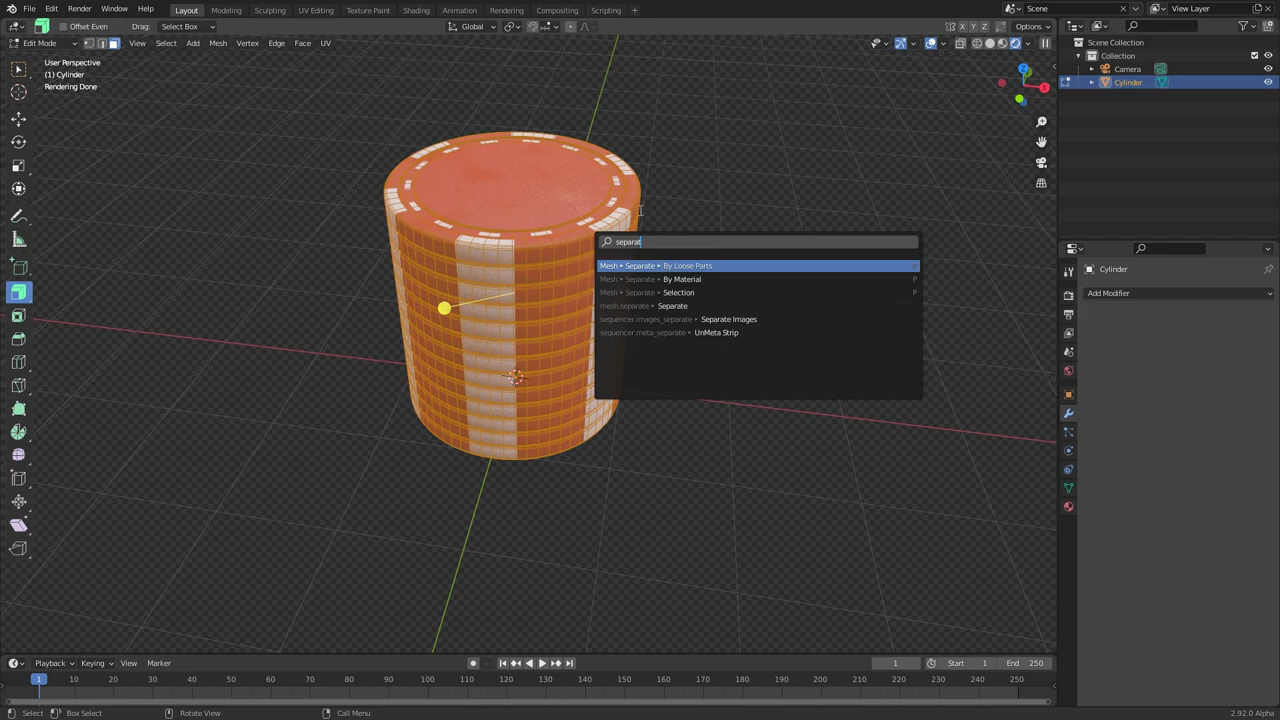 File Edit Render Window Help Layout Modeling Sculpting UV Editing Texture Paint Shading Animation Rendering Compositing Scripting Scene View Layer
Offset Even Drag: Select Box Global Options
Edit Mode View Select Add Mesh Vertex Edge Face UV
User Perspective
(1) Cylinder
Rendering Done
Scene Collection
Collection
Camera
Cylinder
separat
Mesh ▸ Separate ▸ By Loose Parts
Mesh ▸ Separate ▸ By Material P
Mesh ▸ Separate ▸ Selection P
mesh.separate ▸ Separate
sequencer.images_separate ▸ Separate Images
sequencer.meta_separate ▸ UnMeta Strip
Cylinder
Add Modifier
X Y Z
Z
X
Playback Keying View Marker 1 Start 1 End 250
1 10 20 30 40 50 60 70 80 90 100 110 120 130 140 150 160 170 180 190 200 210 220 230 240 250
Select Box Select Rotate View Call Menu 2.92.0 Alpha